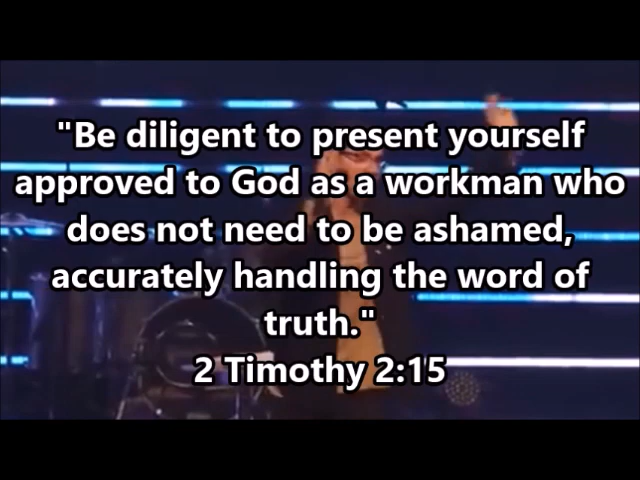 "Be diligent to present yourself
approved to God as a workman who
does not need to be ashamed,
accurately handling the word of
truth."
2 Timothy 2:15